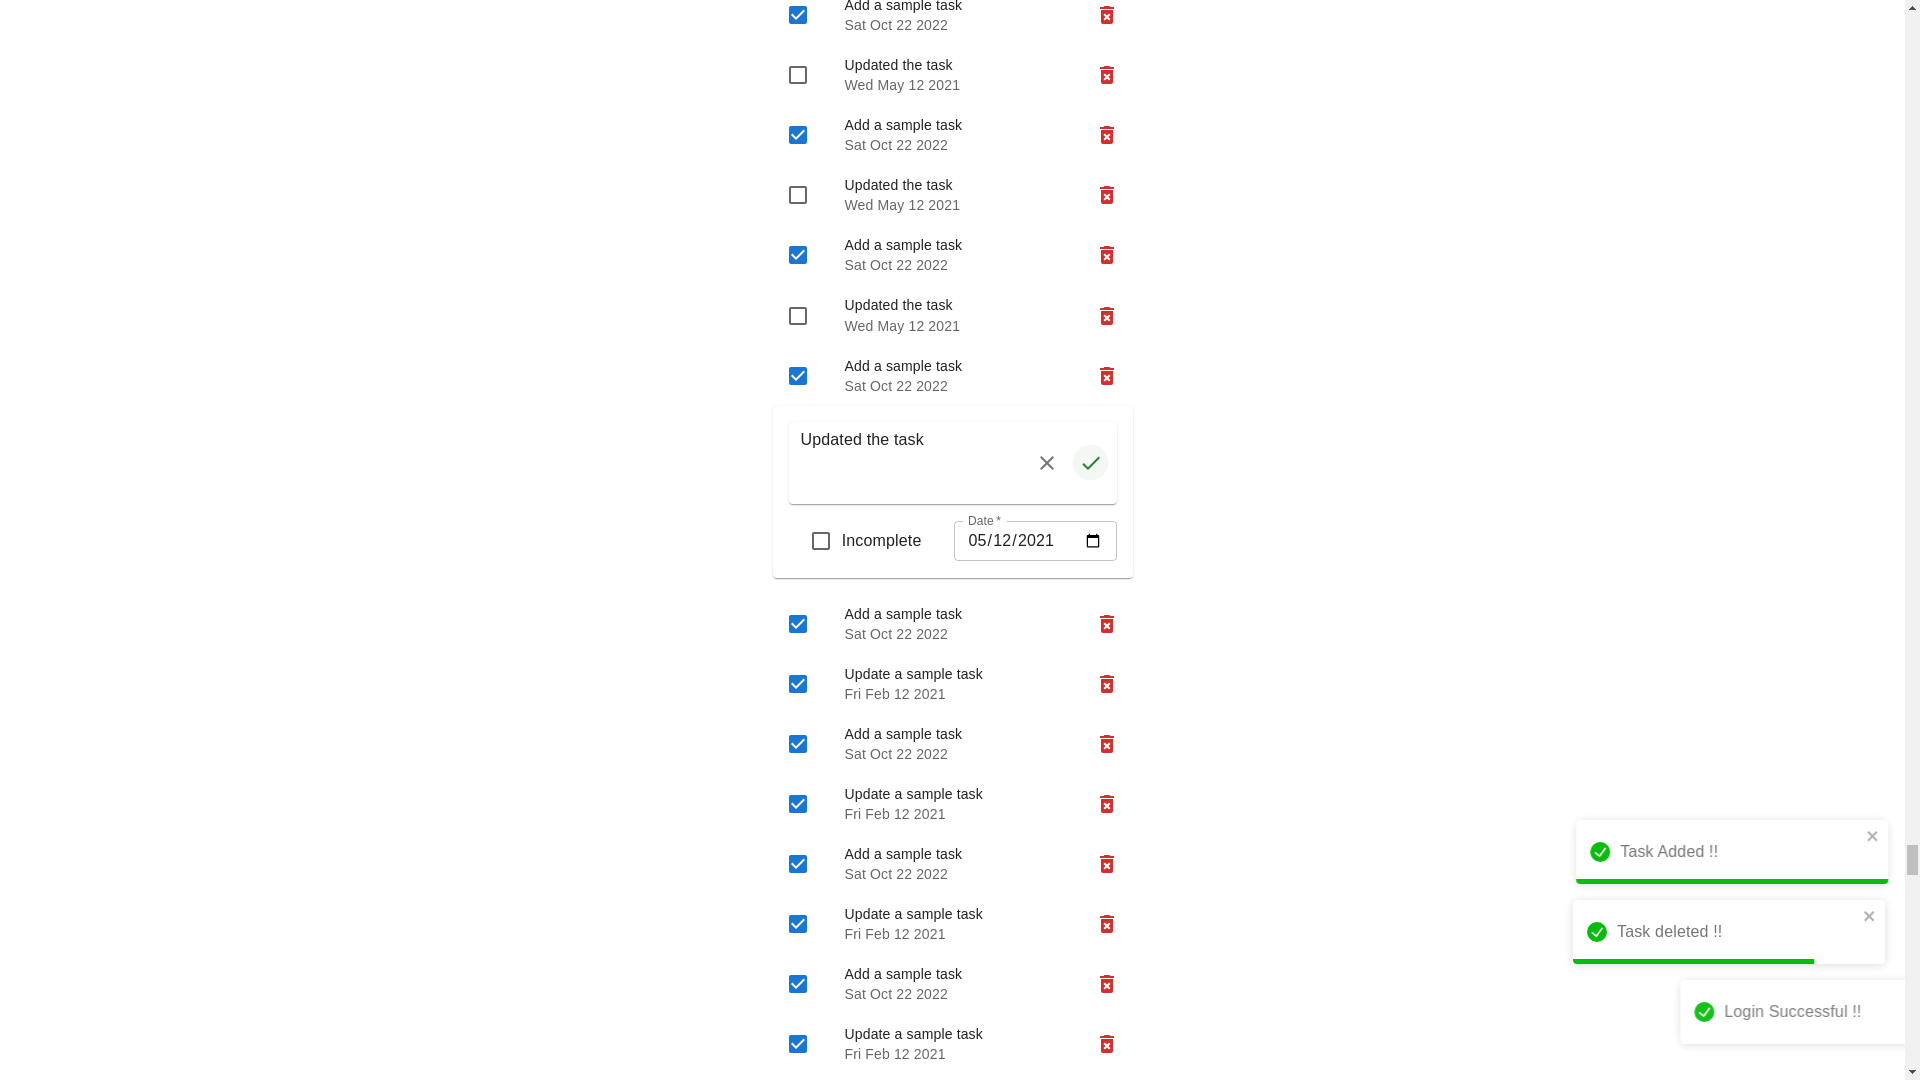 Add a sample task
Sat Oct 22 2022
Updated the task
Wed May 12 2021
Add a sample task
Sat Oct 22 2022
Updated the task
Wed May 12 2021
Add a sample task
Sat Oct 22 2022
Updated the task
Wed May 12 2021
Add a sample task
Sat Oct 22 2022
Updated the task
Date *
Incomplete
05/12/2021
Add a sample task
Sat Oct 22 2022
Update a sample task
Fri Feb 12 2021
Add a sample task
Sat Oct 22 2022
Update a sample task
Fri Feb 12 2021
Add a sample task
Sat Oct 22 2022
Update a sample task
Fri Feb 12 2021
Add a sample task
Sat Oct 22 2022
Update a sample task
Fri Feb 12 2021
Task Added !!
Task deleted !!
Login Successful !!